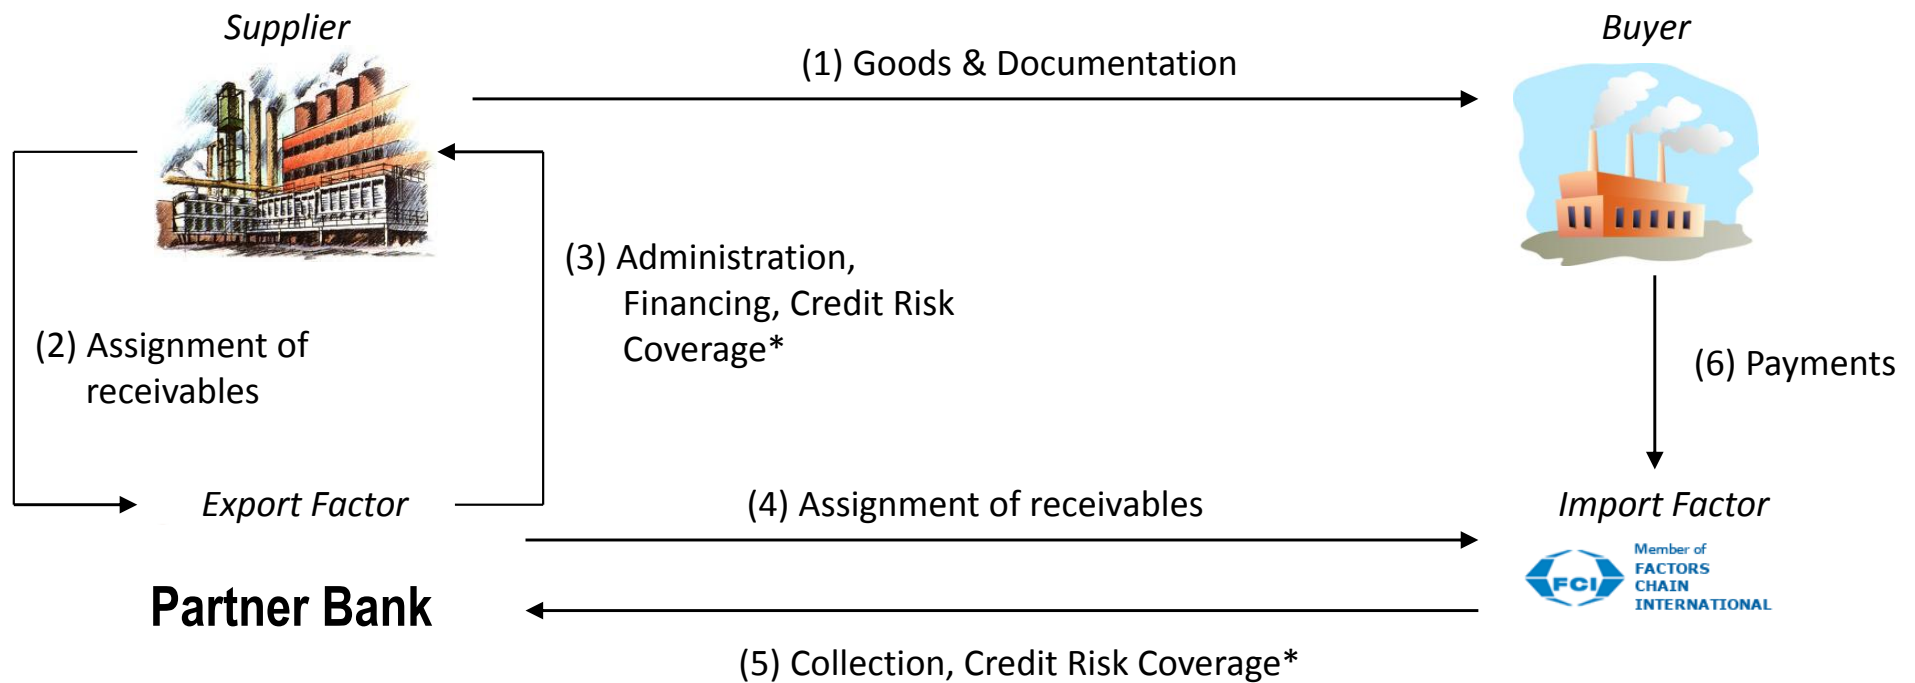 Supplier
Buyer
(1) Goods & Documentation
(3) Administration,
Financing, Credit Risk
Coverage*
(2) Assignment of
receivables
(6) Payments
Export Factor
(4) Assignment of receivables
Import Factor
Partner Bank
FCI
Member of
FACTORS
CHAIN
INTERNATIONAL
(5) Collection, Credit Risk Coverage*